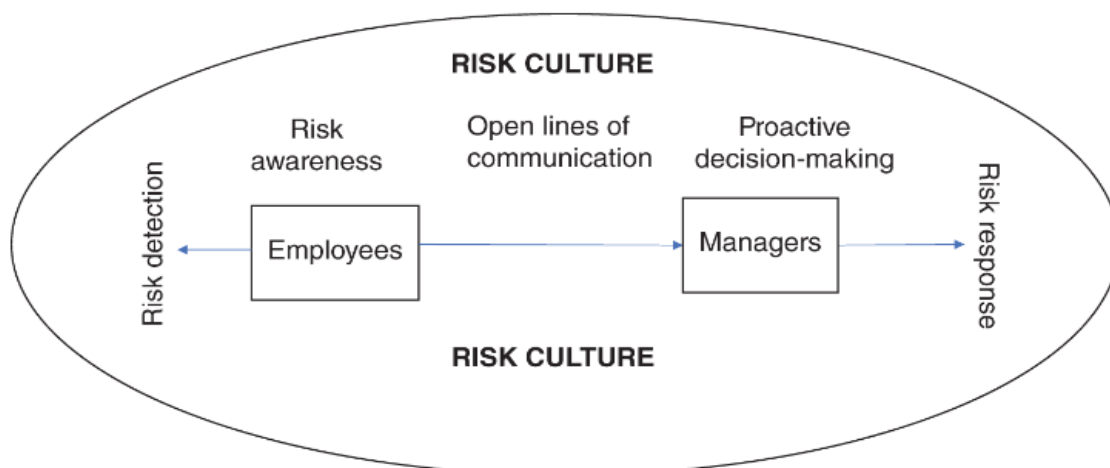 RISK CULTURE
Risk
awareness
Open lines of
communication
Proactive
decision-making
Risk detection
Employees
Managers
Risk response
RISK CULTURE